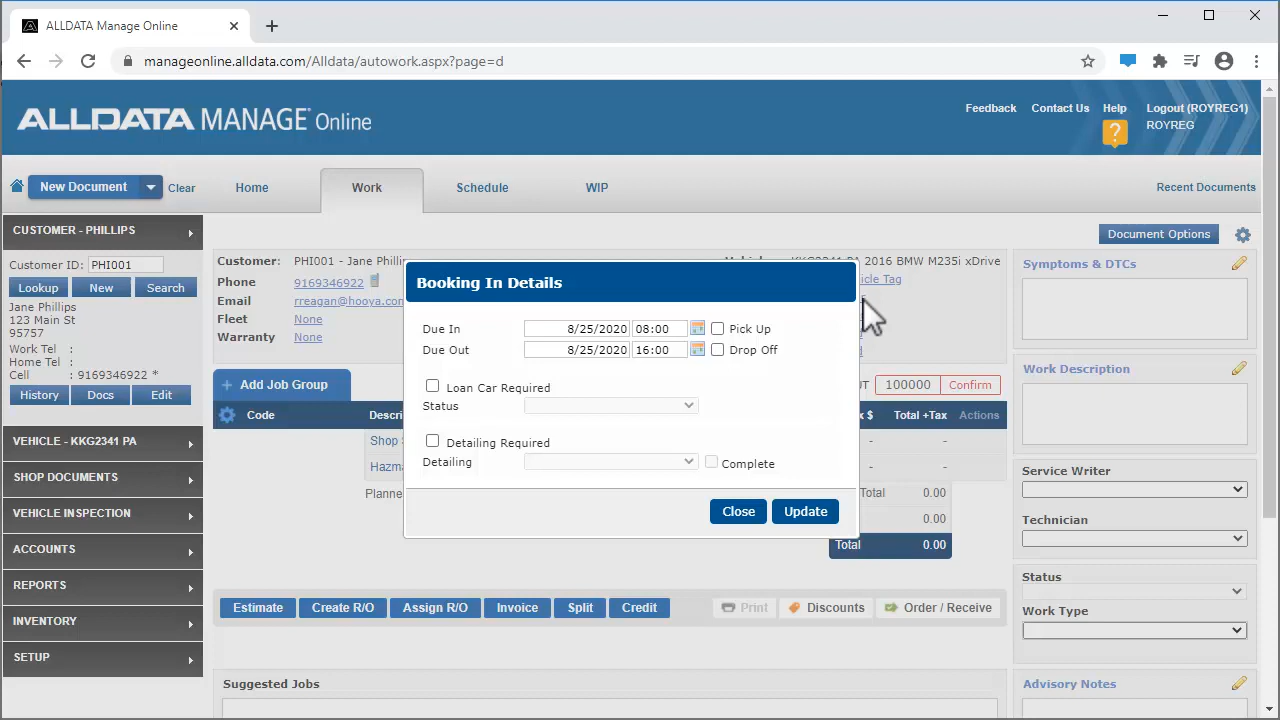 ALLDATA Manage Online
manageonline.alldata.com/Alldata/autowork.aspx?page=d
ALLDATA MANAGE Online
Feedback Contact Us Help Logout (ROYREG1)
ROYREG
New Document Clear Home Work Schedule WIP Recent Documents
CUSTOMER - PHILLIPS
Customer ID: PHI001
Lookup New Search
Jane Phillips
123 Main St
95757
Work Tel :
Home Tel :
Cell : 9169346922 *
History Docs Edit
VEHICLE - KKG2341 PA
SHOP DOCUMENTS
VEHICLE INSPECTION
ACCOUNTS
REPORTS
INVENTORY
SETUP
Document Options
Customer: PHI001 - Jane Phillip
KKG2341 PA 2016 BMW M235i xDrive
Phone 9169346922
icle Tag
Email rreagan@hooya.con
Fleet None
Warranty None
Add Job Group
100000 Confirm
Code Descri
x $ Total +Tax Actions
Shop - -
Hazm - -
Planne
Total 0.00
0.00
Total 0.00
Booking In Details
Due In 8/25/2020 08:00 Pick Up
Due Out 8/25/2020 16:00 Drop Off
Loan Car Required
Status
Detailing Required
Detailing Complete
Close Update
Estimate Create R/O Assign R/O Invoice Split Credit Print Discounts Order / Receive
Suggested Jobs
Symptoms & DTCs
Work Description
Service Writer
Technician
Status
Work Type
Advisory Notes